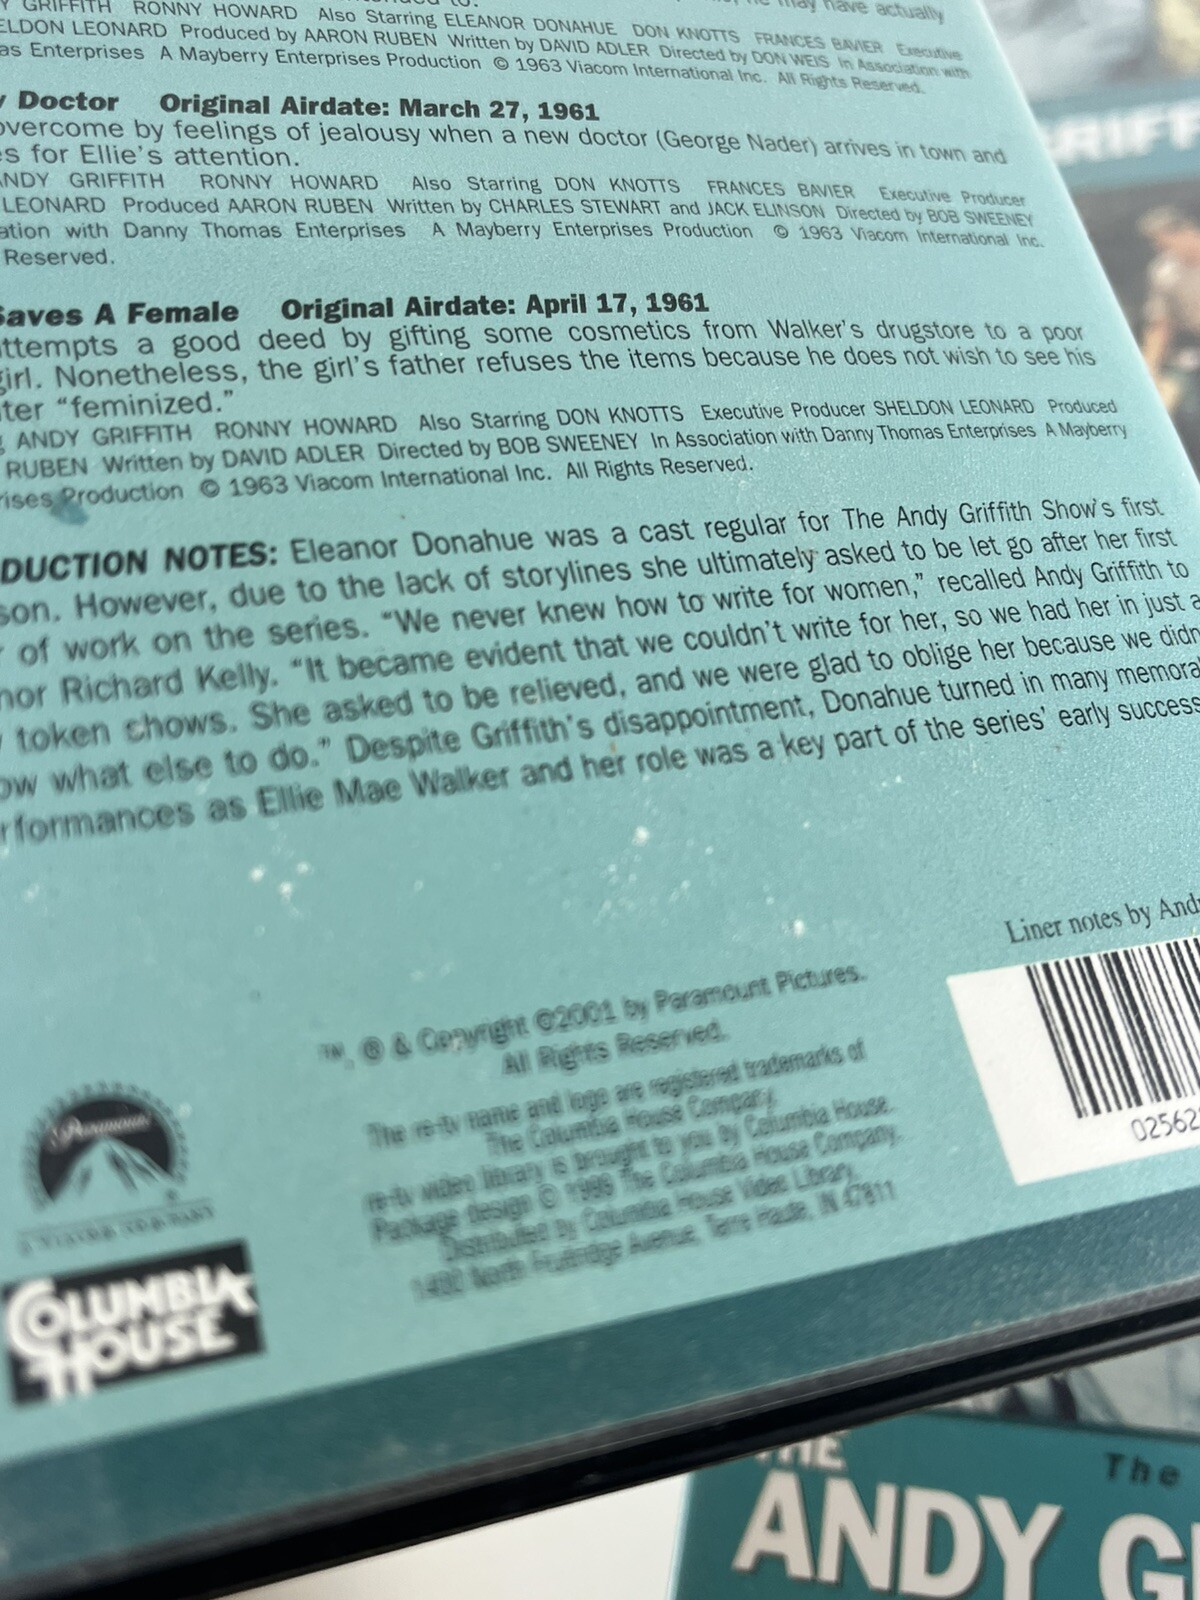 Y GRIFFITH RONNY HOWARD Also Starring ELEANOR DONAHUE DON KNOTTS FRANCES BAVIER Executive
ELDON LEONARD Produced by AARON RUBEN Written by DAVID ADLER Directed by DON WEIS In Association with
as Enterprises A Mayberry Enterprises Production © 1963 Viacom International Inc. All Rights Reserved.
y Doctor Original Airdate: March 27, 1961
overcome by feelings of jealousy when a new doctor (George Nader) arrives in town and
es for Ellie's attention.
ANDY GRIFFITH RONNY HOWARD Also Starring DON KNOTTS FRANCES BAVIER Executive Producer
LEONARD Produced AARON RUBEN Written by CHARLES STEWART and JACK ELINSON Directed by BOB SWEENEY
ation with Danny Thomas Enterprises A Mayberry Enterprises Production © 1963 Viacom International Inc.
Reserved.
Saves A Female Original Airdate: April 17, 1961
ttempts a good deed by gifting some cosmetics from Walker's drugstore to a poor
girl. Nonetheless, the girl's father refuses the items because he does not wish to see his
ter “feminized.”
g ANDY GRIFFITH RONNY HOWARD Also Starring DON KNOTTS Executive Producer SHELDON LEONARD Produced
RUBEN Written by DAVID ADLER Directed by BOB SWEENEY In Association with Danny Thomas Enterprises A Mayberry
rises Production © 1963 Viacom International Inc. All Rights Reserved.
DUCTION NOTES: Eleanor Donahue was a cast regular for The Andy Griffith Show's first
son. However, due to the lack of storylines she ultimately asked to be let go after her first
r of work on the series. “We never knew how to write for women,” recalled Andy Griffith to
hor Richard Kelly. “It became evident that we couldn't write for her, so we had her in just a
y token shows. She asked to be relieved, and we were glad to oblige her because we didn
ow what else to do.” Despite Griffith's disappointment, Donahue turned in many memora
rformances as Ellie Mae Walker and her role was a key part of the series' early success
Liner notes by And
™, ® & Copyright ©2001 by Paramount Pictures.
All Rights Reserved.
The re-tv name and logo are registered trademarks of
The Columbia House Company.
re-tv video library is brought to you by Columbia House.
Package design © 1999 The Columbia House Company.
Distributed by Columbia House Video Library,
North Fruitridge Avenue, Terre Haute, IN 47811
02562
Paramount
COLUMBIA
HOUSE
RIFF
THE
The
ANDY G